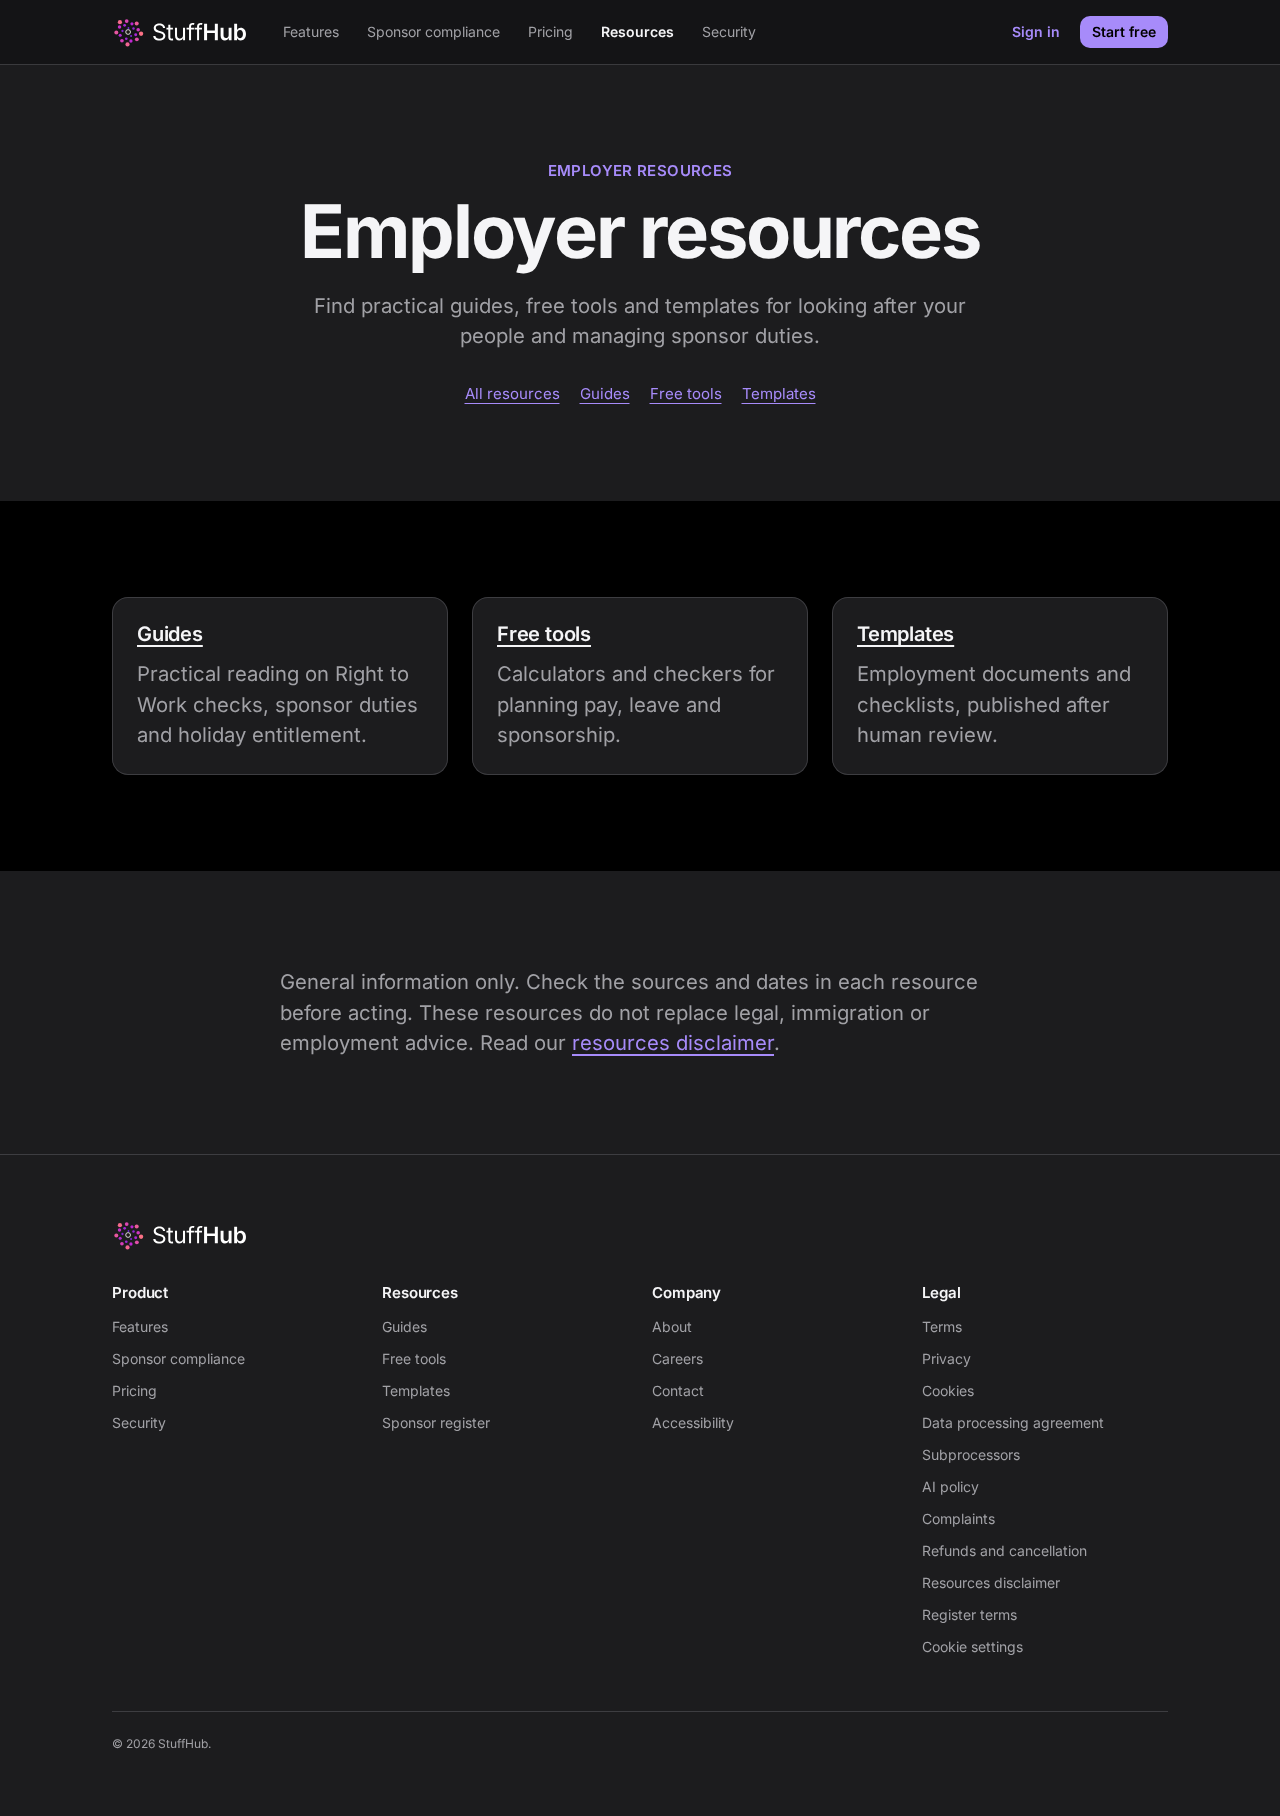 StuffHub
Features
Sponsor compliance
Pricing
Resources
Security
Sign in
Start free
EMPLOYER RESOURCES
Employer resources
Find practical guides, free tools and templates for looking after your
people and managing sponsor duties.
All resources
Guides
Free tools
Templates
Guides
Practical reading on Right to
Work checks, sponsor duties
and holiday entitlement.
Free tools
Calculators and checkers for
planning pay, leave and
sponsorship.
Templates
Employment documents and
checklists, published after
human review.
General information only. Check the sources and dates in each resource
before acting. These resources do not replace legal, immigration or
employment advice. Read our resources disclaimer.
StuffHub
Product
Features
Sponsor compliance
Pricing
Security
Resources
Guides
Free tools
Templates
Sponsor register
Company
About
Careers
Contact
Accessibility
Legal
Terms
Privacy
Cookies
Data processing agreement
Subprocessors
AI policy
Complaints
Refunds and cancellation
Resources disclaimer
Register terms
Cookie settings
© 2026 StuffHub.